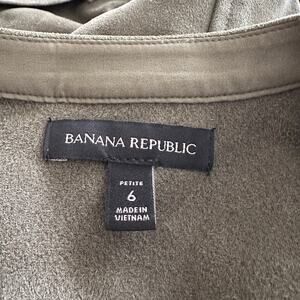 BANANA REPUBLIC
PETITE
6
MADE IN
VIETNAM